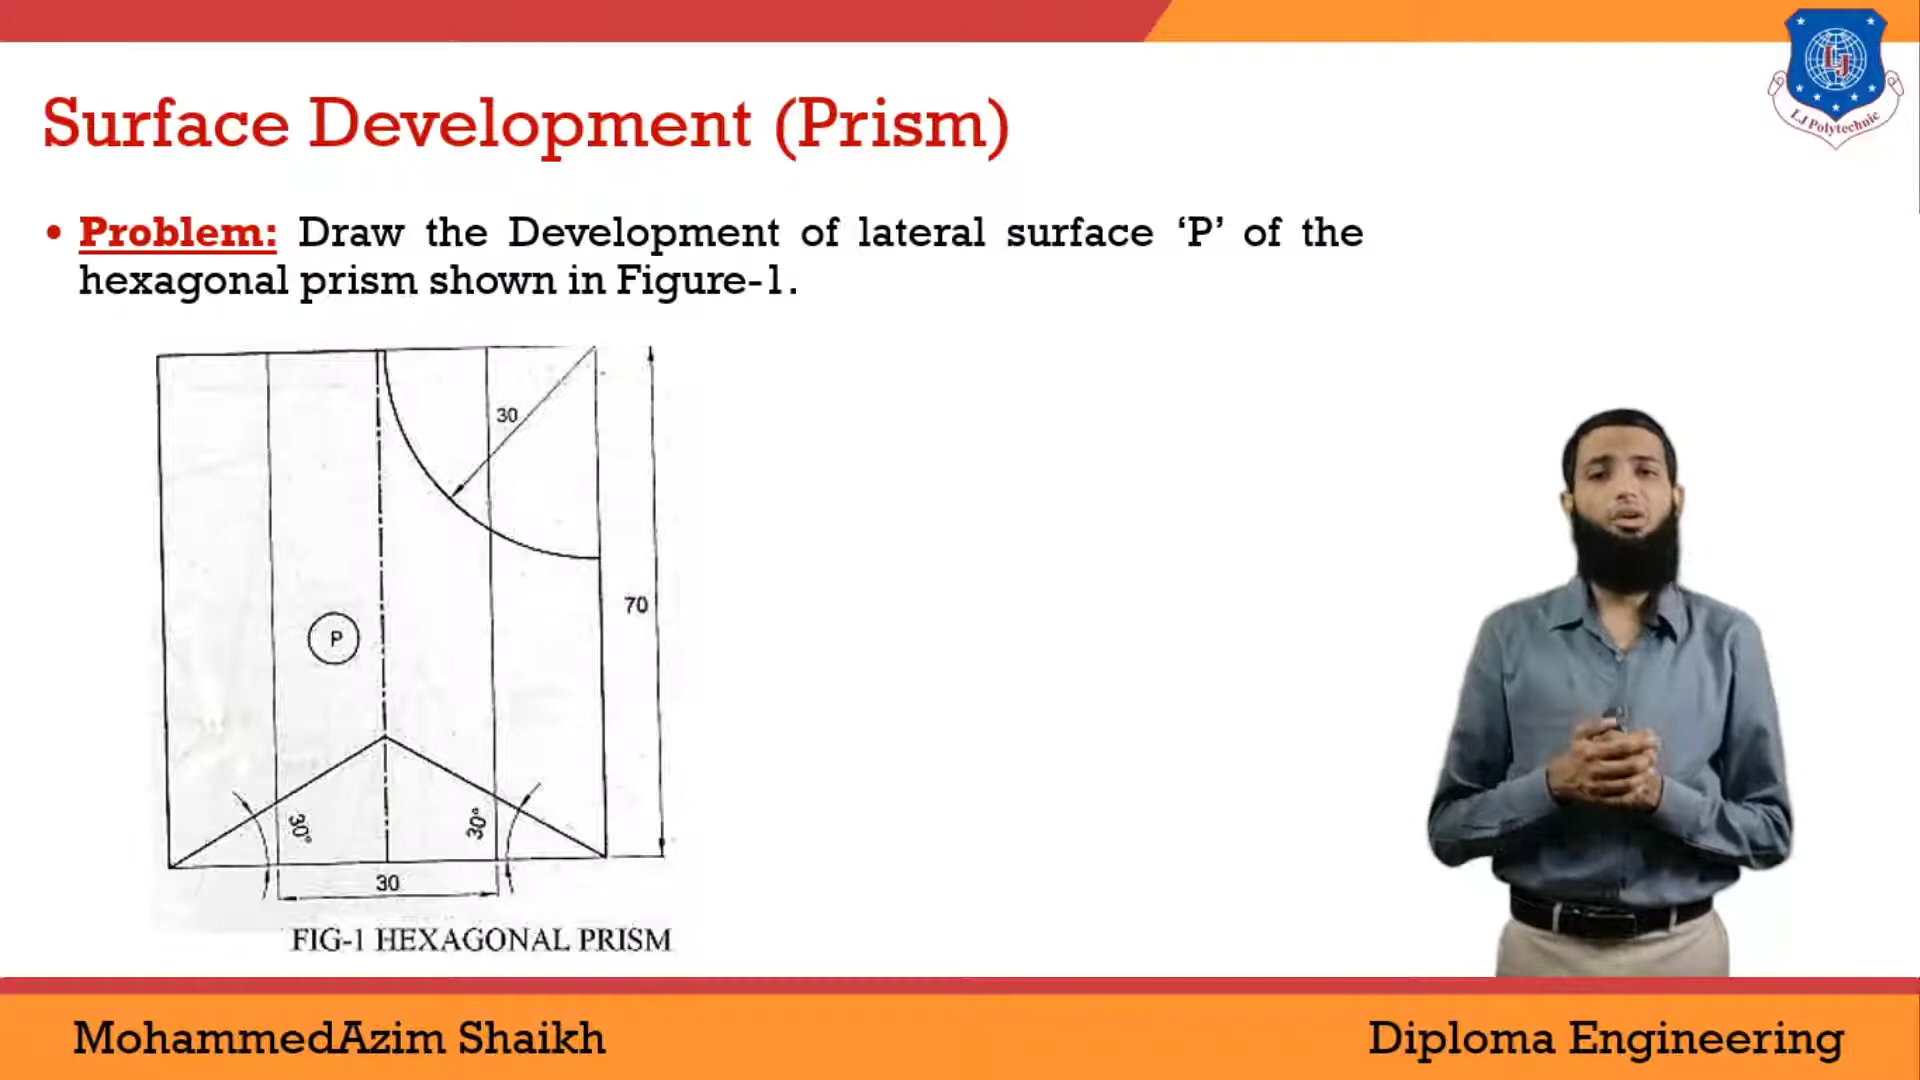 LJ
LJ Polytechnic
Surface Development (Prism)
• Problem: Draw the Development of lateral surface ‘P’ of the
hexagonal prism shown in Figure-1.
30
70
P
30°
30°
30
FIG-1 HEXAGONAL PRISM
MohammedAzim Shaikh
Diploma Engineering